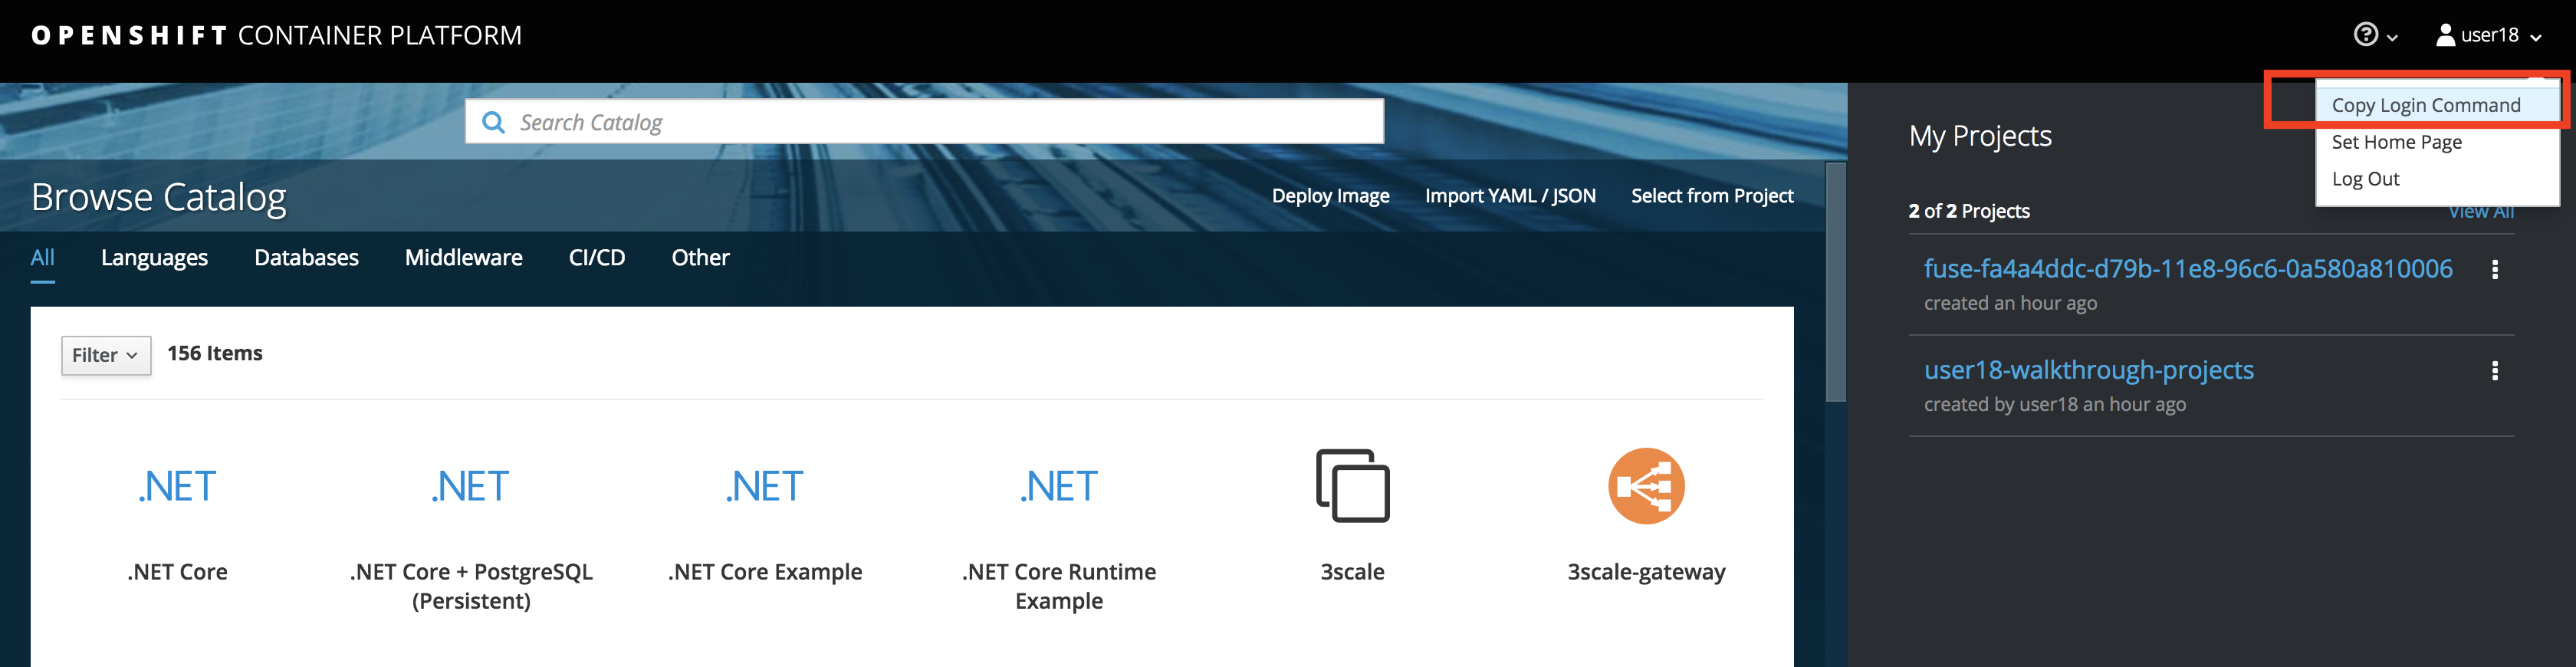 OPENSHIFT CONTAINER PLATFORM
?
user18
Search Catalog
Copy Login Command
Set Home Page
Log Out
Browse Catalog
Deploy Image Import YAML / JSON Select from Project
All Languages Databases Middleware CI/CD Other
Filter 156 Items
.NET .NET .NET .NET
.NET Core
.NET Core + PostgreSQL
(Persistent)
.NET Core Example
.NET Core Runtime
Example
3scale
3scale-gateway
My Projects
2 of 2 Projects View All
fuse-fa4a4ddc-d79b-11e8-96c6-0a580a810006
created an hour ago
user18-walkthrough-projects
created by user18 an hour ago